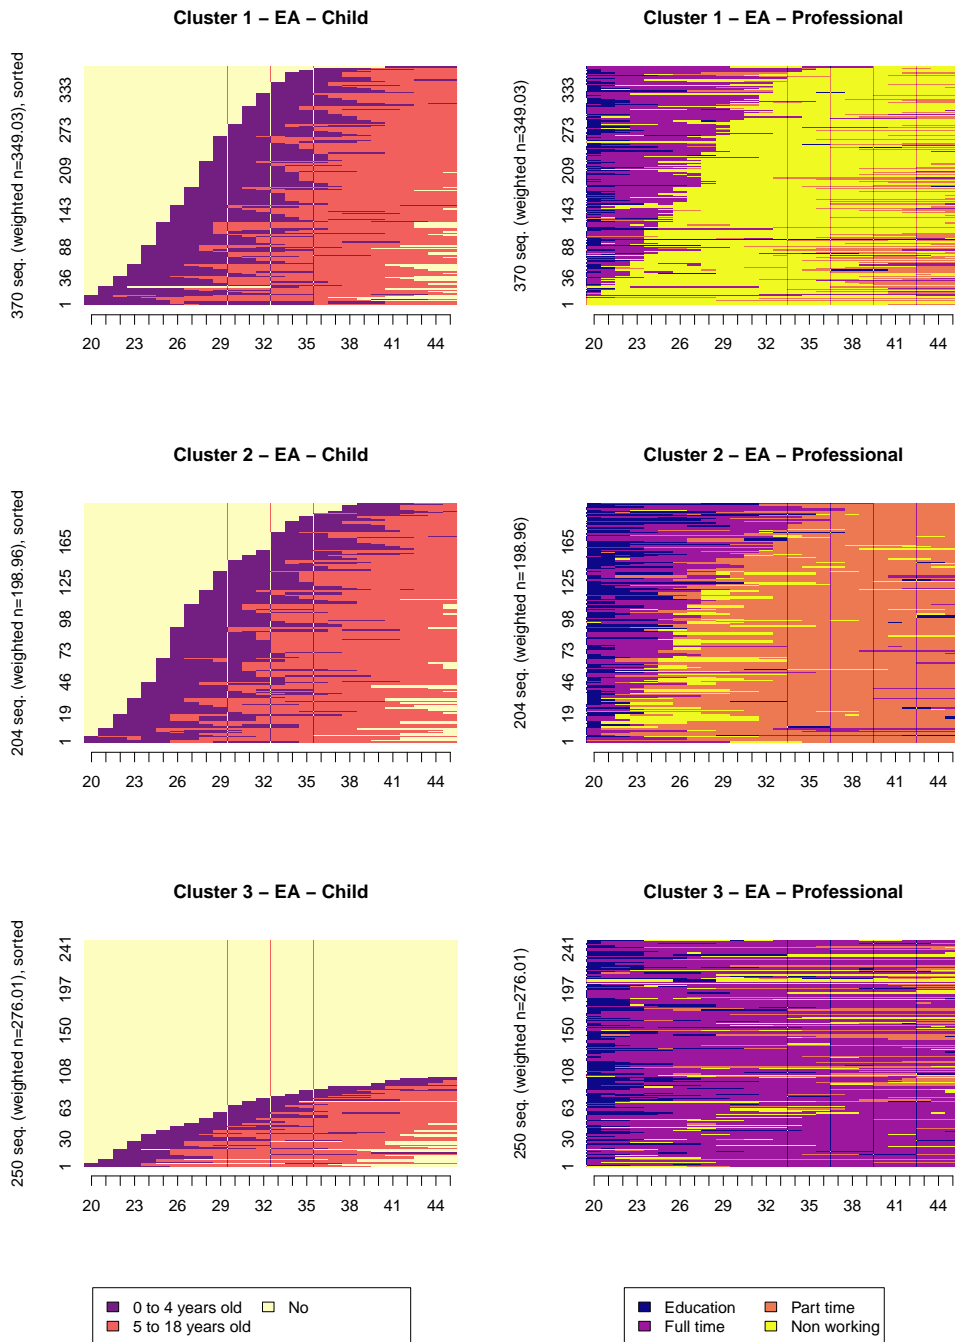 Cluster 1 – EA – Child
370 seq. (weighted n=349.03), sorted
333
273
209
143
88
36
1
20 23 26 29 32 35 38 41 44
Cluster 1 – EA – Professional
370 seq. (weighted n=349.03)
333
273
209
143
88
36
1
20 23 26 29 32 35 38 41 44
Cluster 2 – EA – Child
204 seq. (weighted n=198.96), sorted
165
125
98
73
46
19
1
20 23 26 29 32 35 38 41 44
Cluster 2 – EA – Professional
204 seq. (weighted n=198.96)
165
125
98
73
46
19
1
20 23 26 29 32 35 38 41 44
Cluster 3 – EA – Child
250 seq. (weighted n=276.01), sorted
241
197
150
108
63
30
1
20 23 26 29 32 35 38 41 44
Cluster 3 – EA – Professional
250 seq. (weighted n=276.01)
241
197
150
108
63
30
1
20 23 26 29 32 35 38 41 44
0 to 4 years old No
5 to 18 years old
Education Part time
Full time Non working